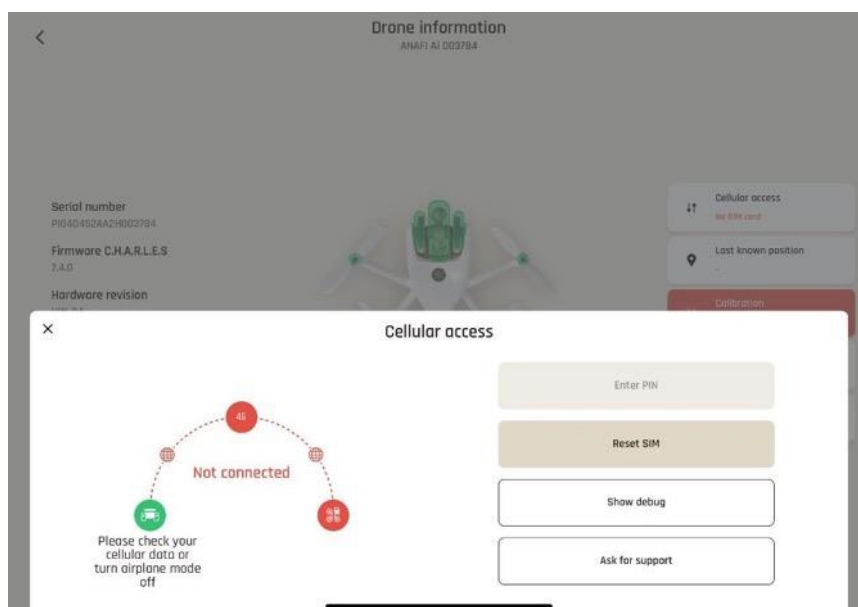 Drone information
ANAFI Ai 003794
Serial number
PI040452AA2H003794
Firmware C.H.A.R.L.E.S
7.4.0
Hardware revision
Cellular access
No SIM card
Last known position
-
Calibration
Cellular access
4G
Not connected
Please check your
cellular data or
turn airplane mode
off
Enter PIN
Reset SIM
Show debug
Ask for support